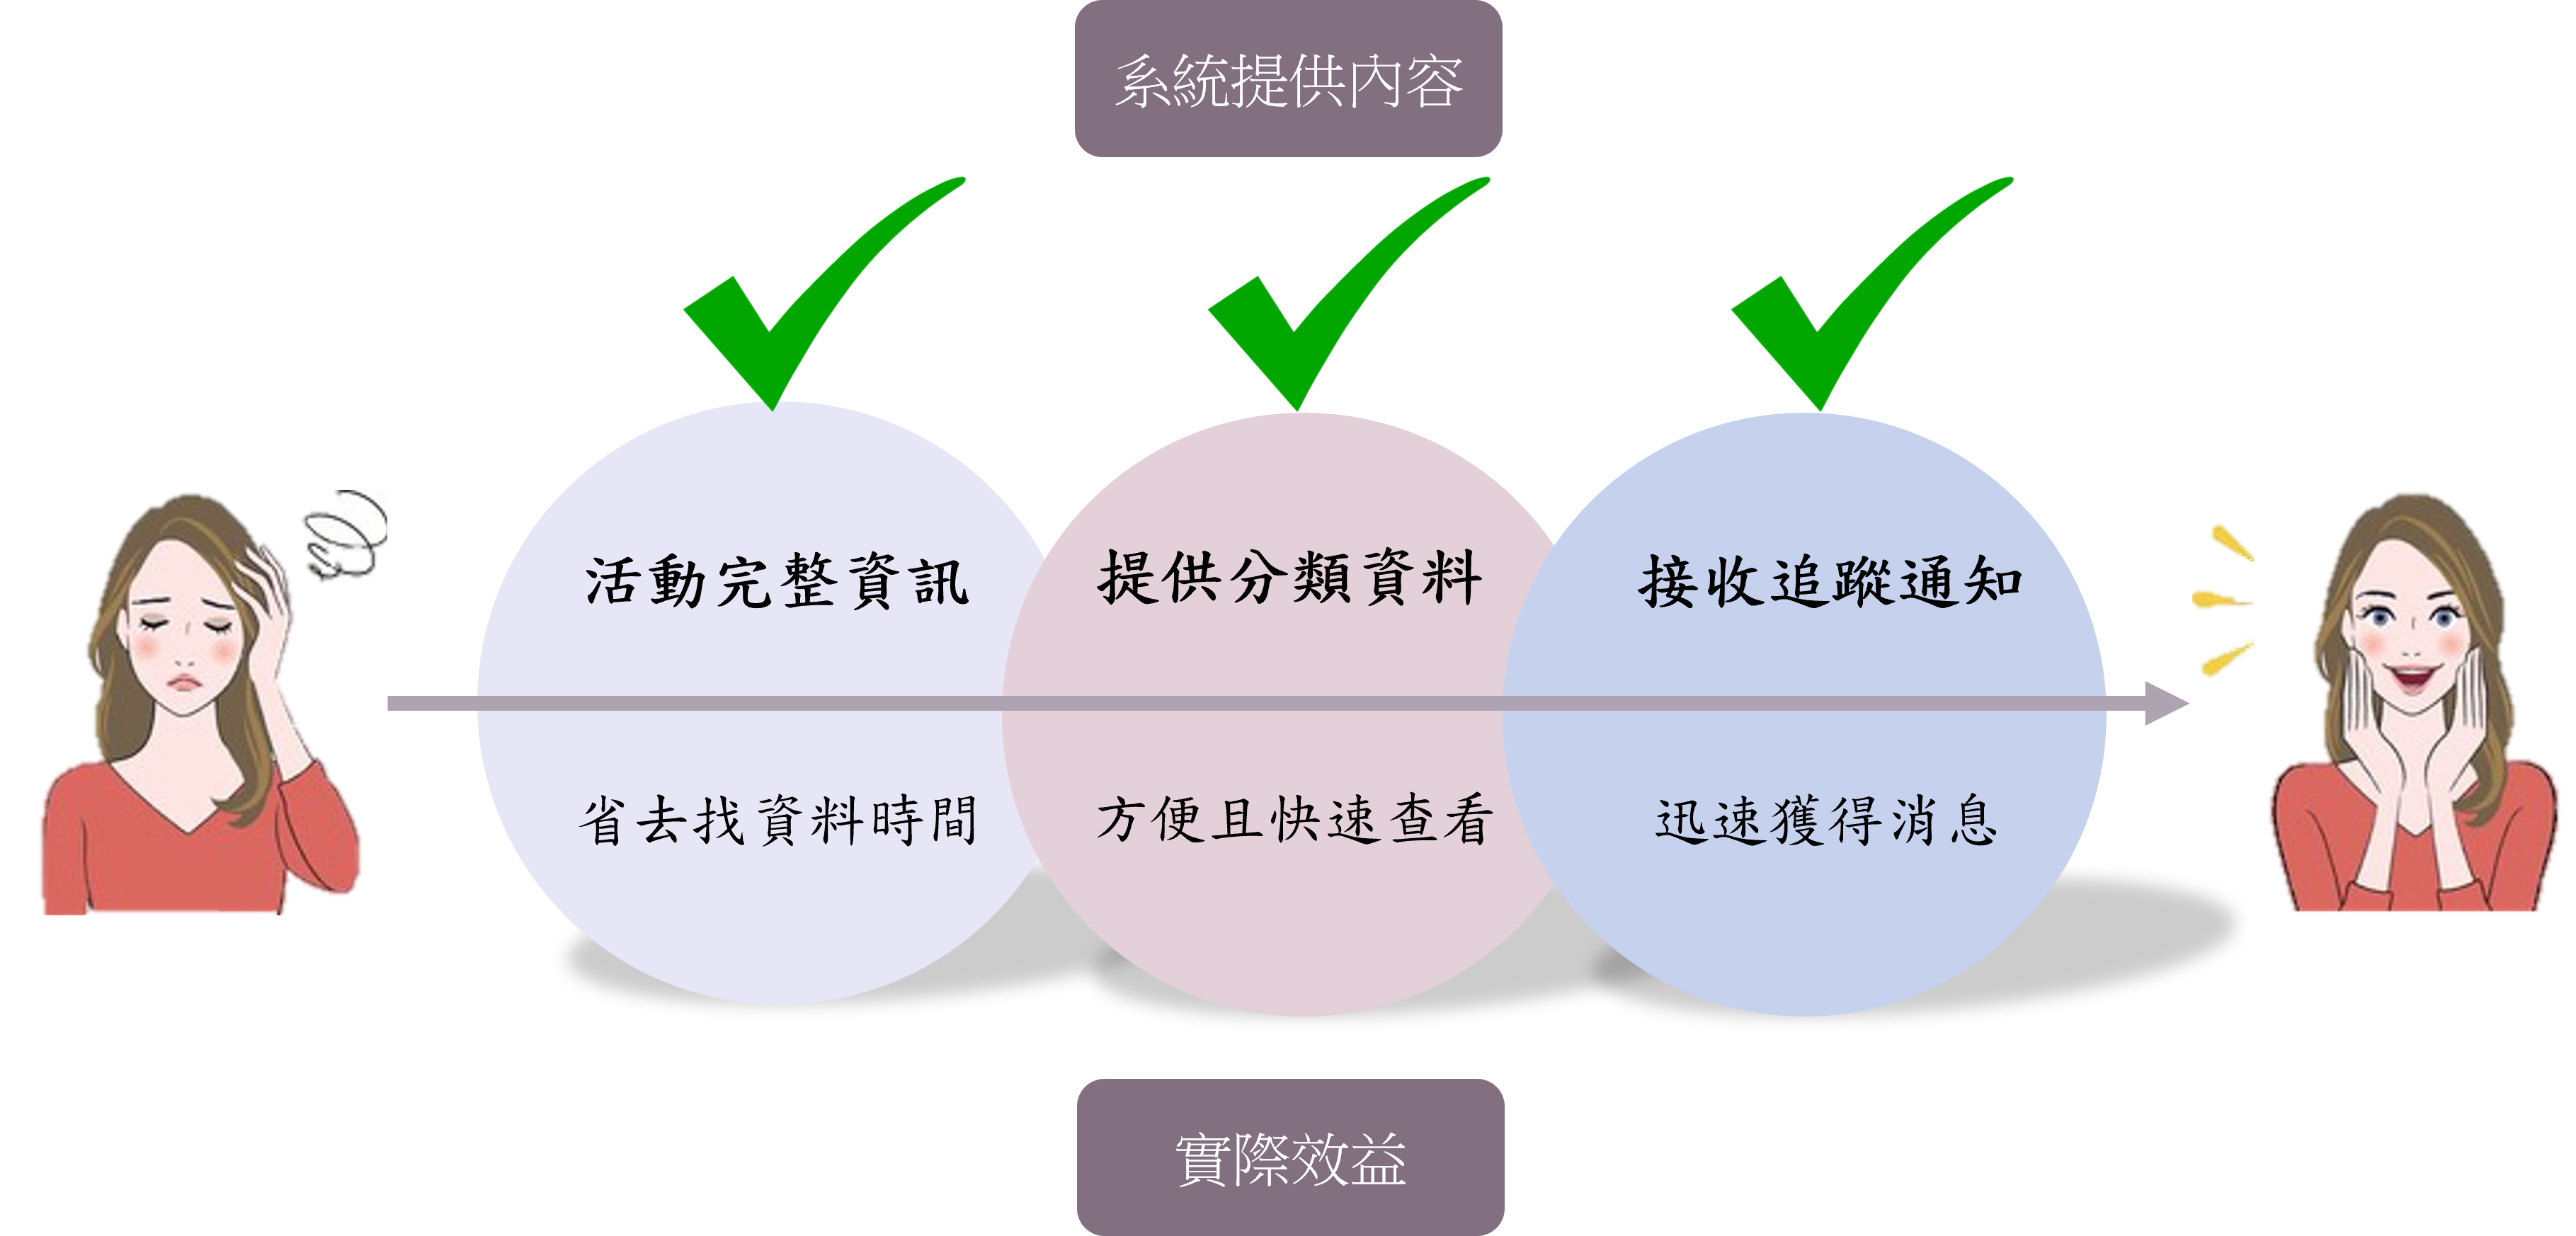 系統提供內容
活動完整資訊
提供分類資料
接收追蹤通知
省去找資料時間
方便且快速查看
迅速獲得消息
實際效益